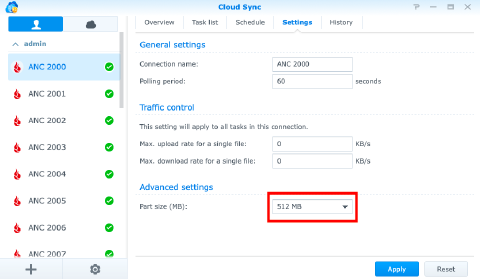 Cloud Sync
Overview Task list Schedule Settings History
admin
ANC 2000
ANC 2001
ANC 2002
ANC 2003
ANC 2004
ANC 2005
ANC 2006
ANC 2007
General settings
Connection name: ANC 2000
Polling period: 60 seconds
Traffic control
This setting will apply to all tasks in this connection.
Max. upload rate for a single file: 0 KB/s
Max. download rate for a single file: 0 KB/s
Advanced settings
Part size (MB): 512 MB
Apply Reset